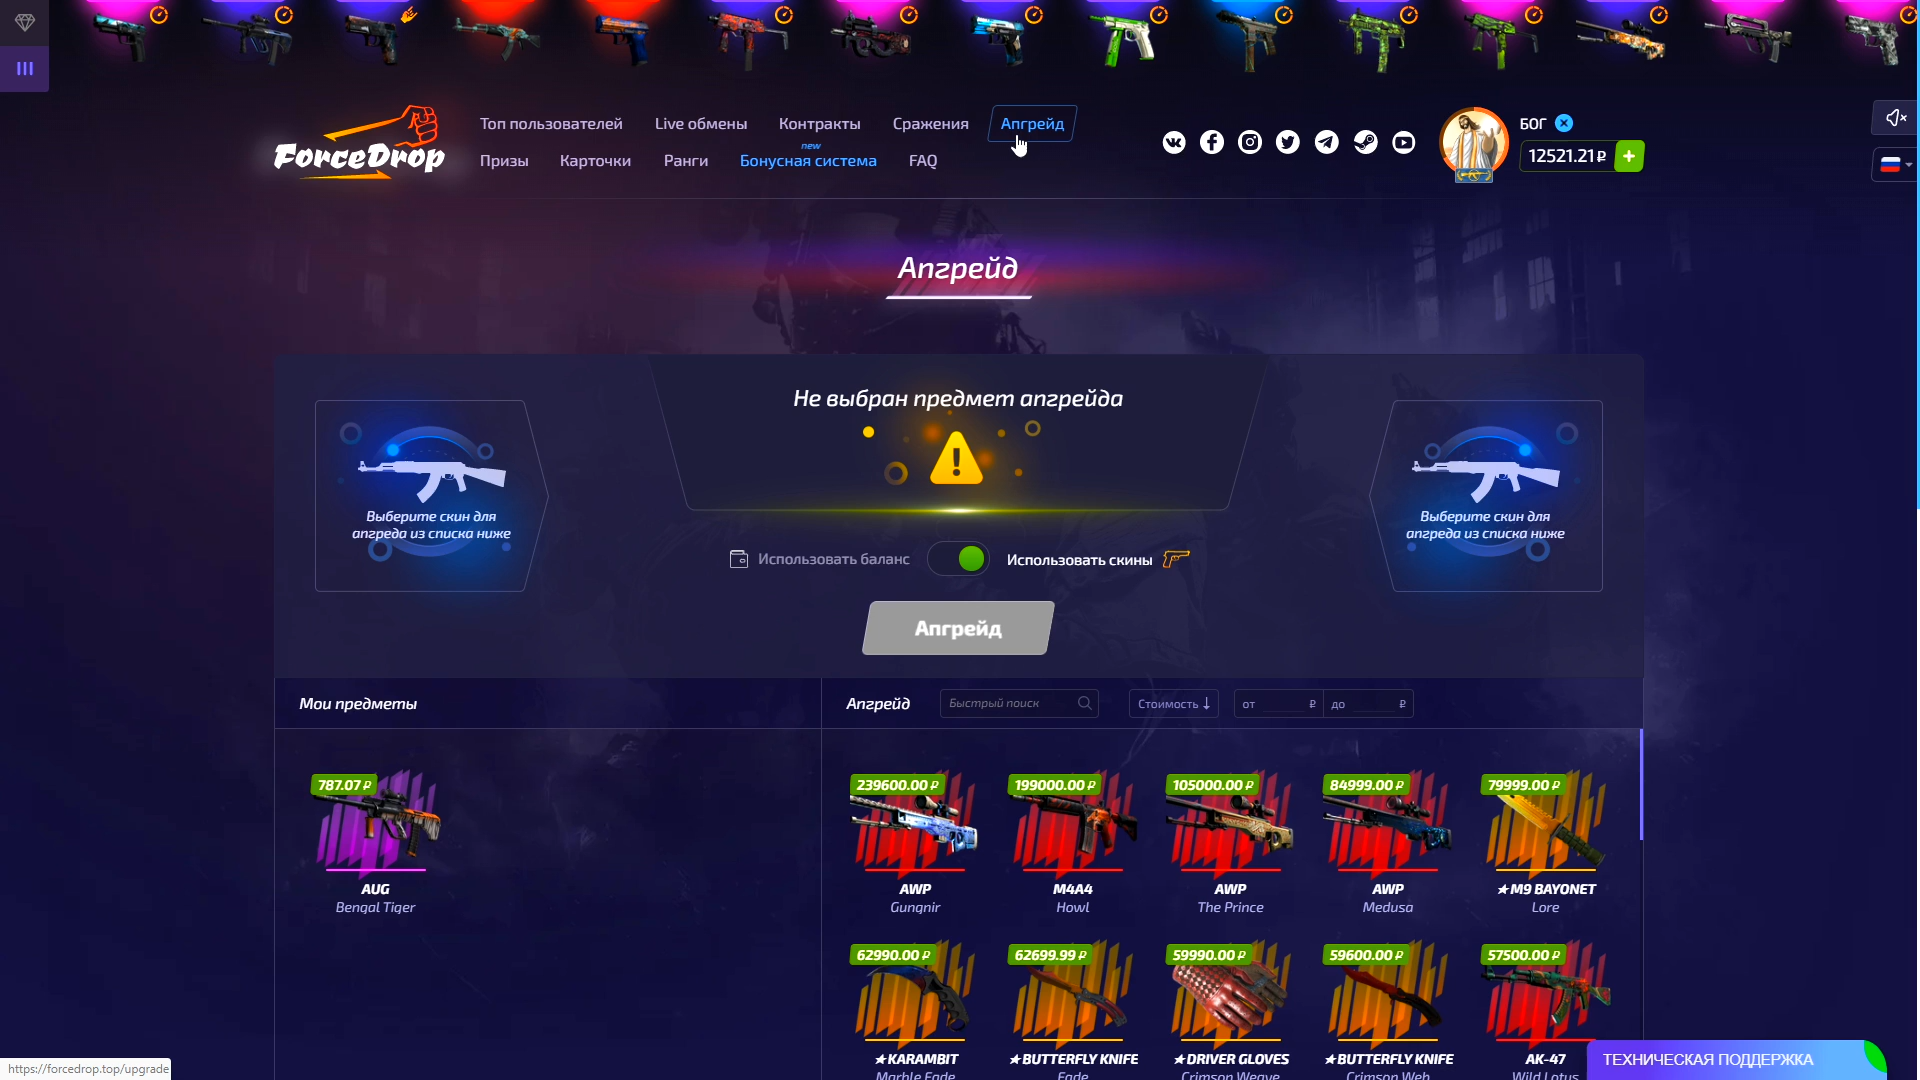 ForceDrop
Топ пользователей
Live обмены
Контракты
Сражения
Апгрейд
Призы
Карточки
Ранги
new
Бонусная система
FAQ
БОГ
12521.21 ₽
Апгрейд
Не выбран предмет апгрейда
Выберите скин для
апгреда из списка ниже
Выберите скин для
апгреда из списка ниже
Использовать баланс
Использовать скины
Апгрейд
Мои предметы
Апгрейд
Быстрый поиск
Стоимость
от ₽
до ₽
787.07 ₽
AUG
Bengal Tiger
239600.00 ₽
AWP
Gungnir
199000.00 ₽
M4A4
Howl
105000.00 ₽
AWP
The Prince
84999.00 ₽
AWP
Medusa
79999.00 ₽
★ M9 BAYONET
Lore
62990.00 ₽
★ KARAMBIT
Marble Fade
62699.99 ₽
★ BUTTERFLY KNIFE
Fade
59990.00 ₽
★ DRIVER GLOVES
Crimson Weave
59600.00 ₽
★ BUTTERFLY KNIFE
Crimson Web
57500.00 ₽
AK-47
Wild Lotus
ТЕХНИЧЕСКАЯ ПОДДЕРЖКА
https://forcedrop.top/upgrade